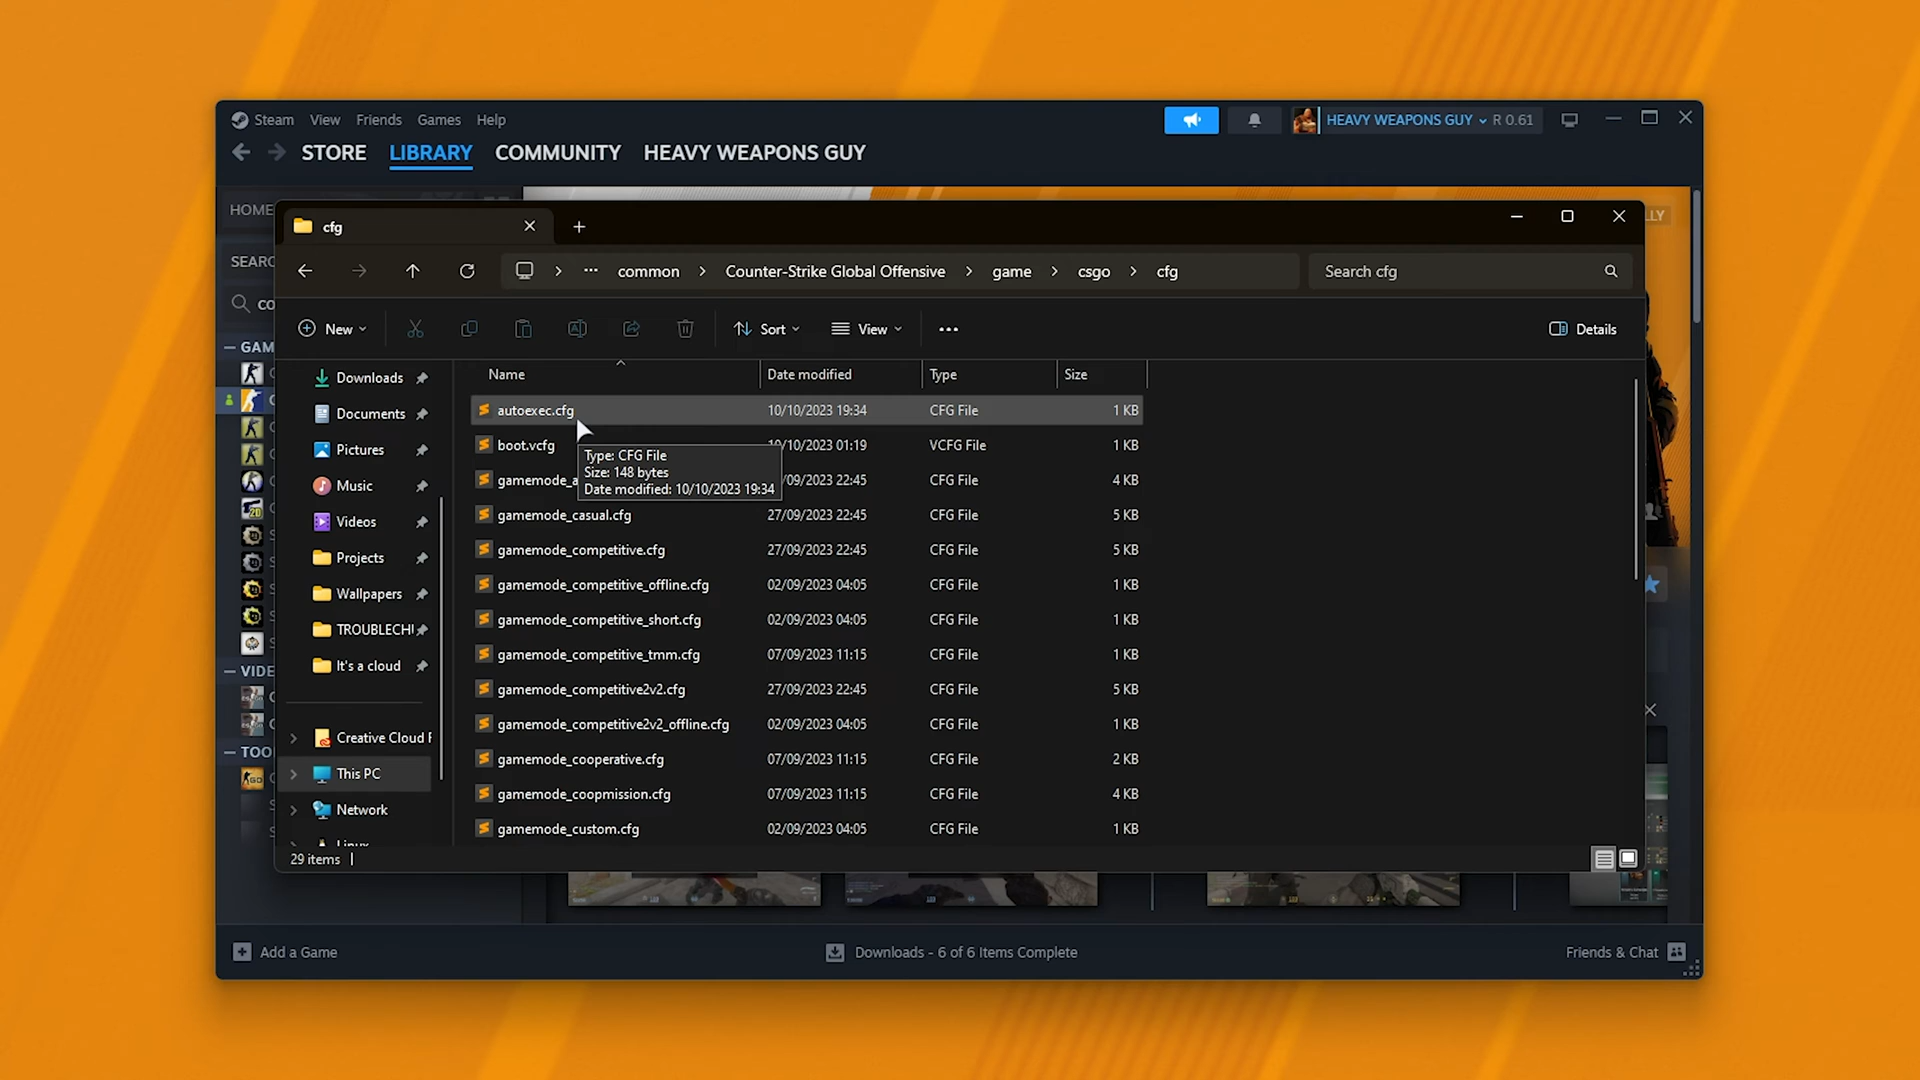 Steam View Friends Games Help
HEAVY WEAPONS GUY R 0.61
STORE LIBRARY COMMUNITY HEAVY WEAPONS GUY
HOME
LLY
cfg
SEARC
common Counter-Strike Global Offensive game csgo cfg
Search cfg
co
New Sort View Details
GAM
Name Date modified Type Size
Downloads
Documents
Pictures
Music
Videos
Projects
Wallpapers
TROUBLECH
It's a cloud
Creative Cloud F
This PC
Network
Linux
autoexec.cfg 10/10/2023 19:34 CFG File 1 KB
boot.vcfg 10/10/2023 01:19 VCFG File 1 KB
Type: CFG File
Size: 148 bytes
Date modified: 10/10/2023 19:34
gamemode_a /09/2023 22:45 CFG File 4 KB
gamemode_casual.cfg 27/09/2023 22:45 CFG File 5 KB
gamemode_competitive.cfg 27/09/2023 22:45 CFG File 5 KB
gamemode_competitive_offline.cfg 02/09/2023 04:05 CFG File 1 KB
gamemode_competitive_short.cfg 02/09/2023 04:05 CFG File 1 KB
gamemode_competitive_tmm.cfg 07/09/2023 11:15 CFG File 1 KB
gamemode_competitive2v2.cfg 27/09/2023 22:45 CFG File 5 KB
gamemode_competitive2v2_offline.cfg 02/09/2023 04:05 CFG File 1 KB
gamemode_cooperative.cfg 07/09/2023 11:15 CFG File 2 KB
gamemode_coopmission.cfg 07/09/2023 11:15 CFG File 4 KB
gamemode_custom.cfg 02/09/2023 04:05 CFG File 1 KB
VIDE
TOO
29 items
Add a Game
Downloads - 6 of 6 Items Complete
Friends & Chat